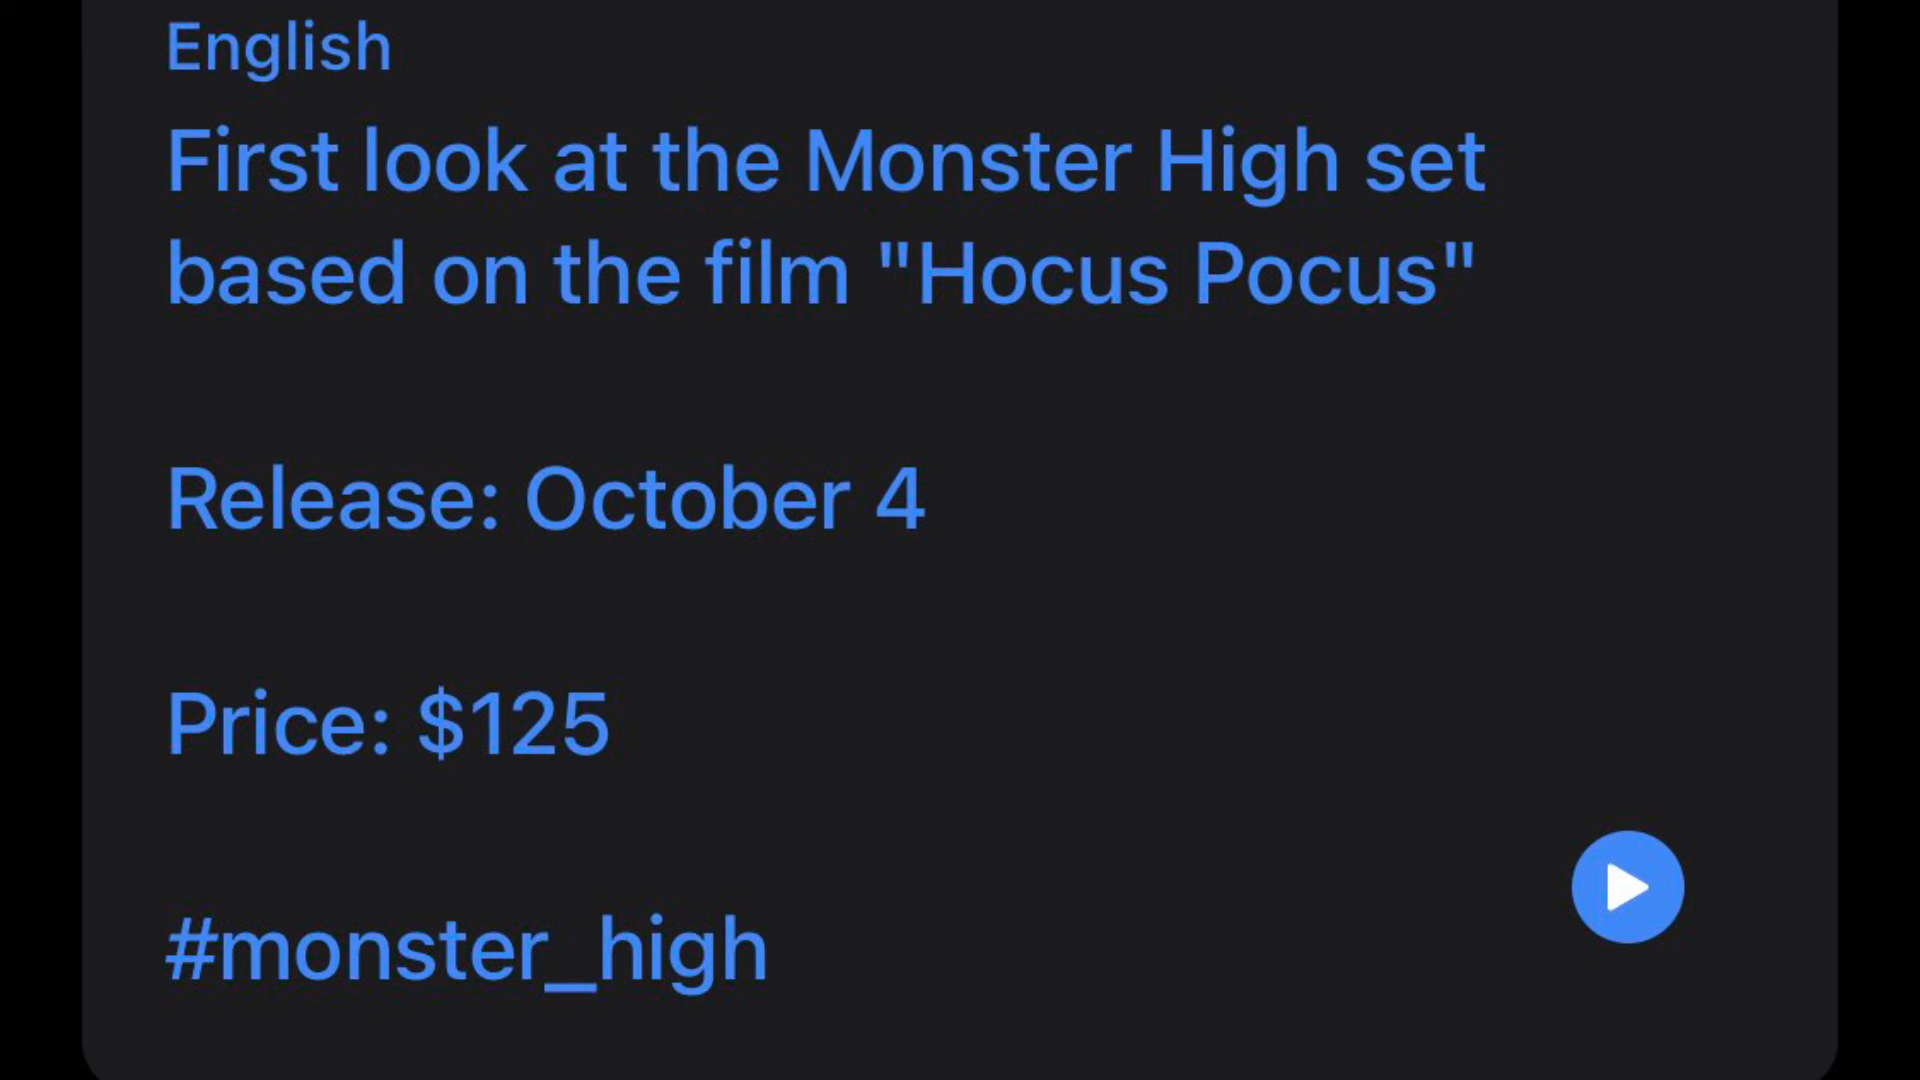 English
First look at the Monster High set
based on the film "Hocus Pocus"
Release: October 4
Price: $125
#monster_high